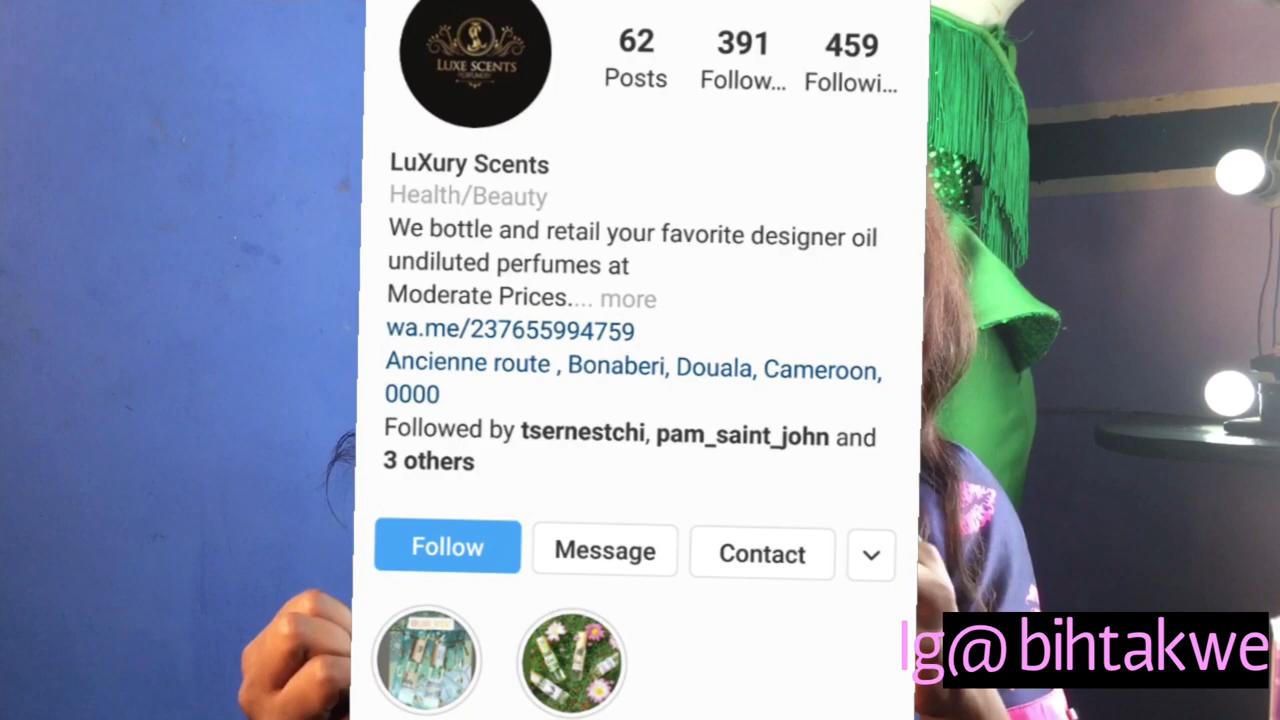 LUXE SCENTS
PERFUMERY
62 391 459
Posts Follow... Followi...
LuXury Scents
Health/Beauty
We bottle and retail your favorite designer oil
undiluted perfumes at
Moderate Prices.... more
wa.me/237655994759
Ancienne route , Bonaberi, Douala, Cameroon,
0000
Followed by tsernestchi, pam_saint_john and
3 others
Follow Message Contact
Ig@bihtakwe